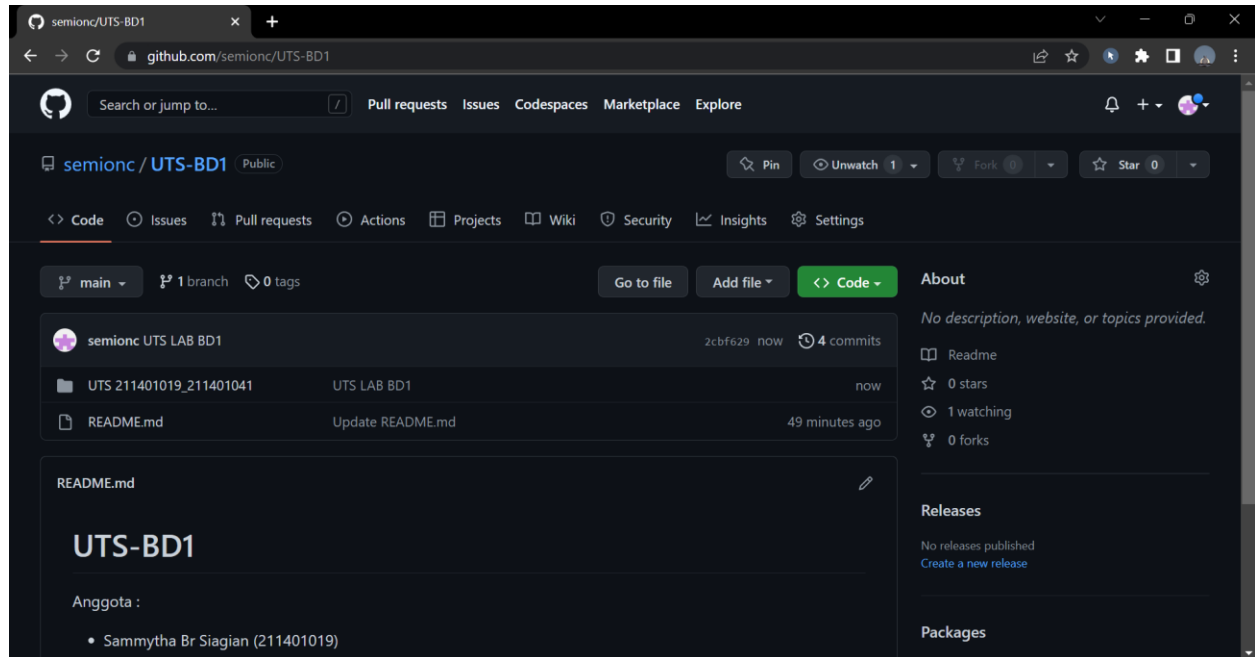 semionc/UTS-BD1
github.com/semionc/UTS-BD1
Search or jump to... / Pull requests Issues Codespaces Marketplace Explore
semionc / UTS-BD1 Public Pin Unwatch 1 Fork 0 Star 0
Code Issues Pull requests Actions Projects Wiki Security Insights Settings
main 1 branch 0 tags Go to file Add file Code
semionc UTS LAB BD1 2cbf629 now 4 commits
UTS 211401019_211401041 UTS LAB BD1 now
README.md Update README.md 49 minutes ago
README.md
UTS-BD1
Anggota :
• Sammytha Br Siagian (211401019)
About
No description, website, or topics provided.
Readme
0 stars
1 watching
0 forks
Releases
No releases published
Create a new release
Packages